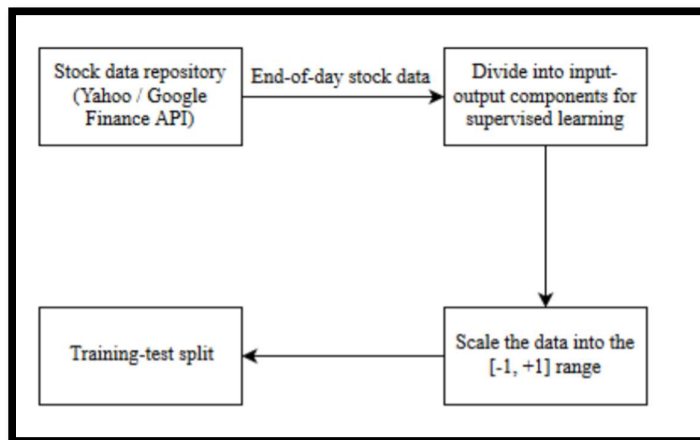 Stock data repository
(Yahoo / Google
Finance API)
End-of-day stock data
Divide into input-
output components for
supervised learning
Scale the data into the
[-1, +1] range
Training-test split